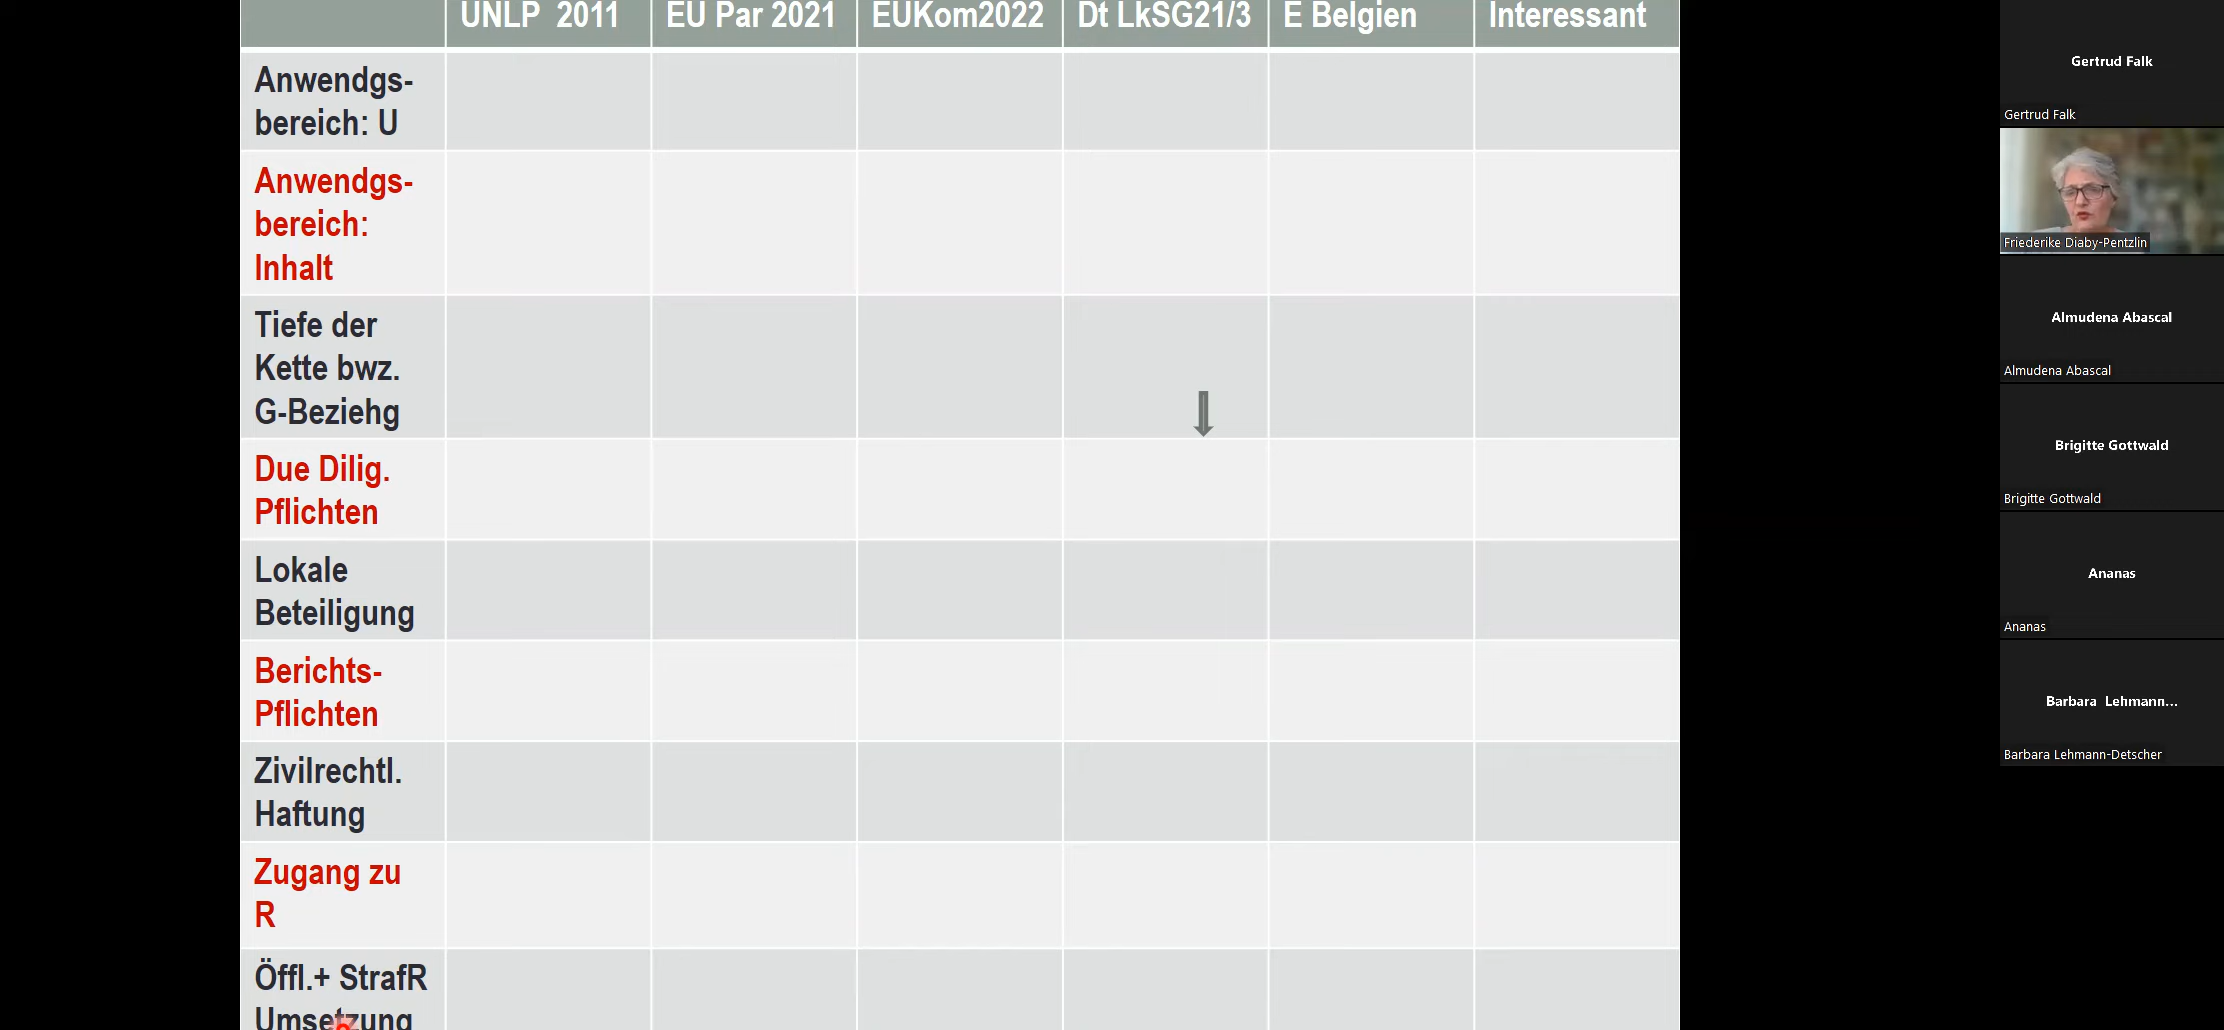 UNLP 2011
EU Par 2021
EUKom2022
Dt LkSG21/3
E Belgien
Interessant
Anwendgs-
bereich: U
Anwendgs-
bereich:
Inhalt
Tiefe der
Kette bwz.
G-Beziehg
Due Dilig.
Pflichten
Lokale
Beteiligung
Berichts-
Pflichten
Zivilrechtl.
Haftung
Zugang zu
R
Öffl.+ StrafR
Umsetzung
Gertrud Falk
Gertrud Falk
Friederike Diaby-Pentzlin
Almudena Abascal
Almudena Abascal
Brigitte Gottwald
Brigitte Gottwald
Ananas
Ananas
Barbara Lehmann...
Barbara Lehmann-Detscher